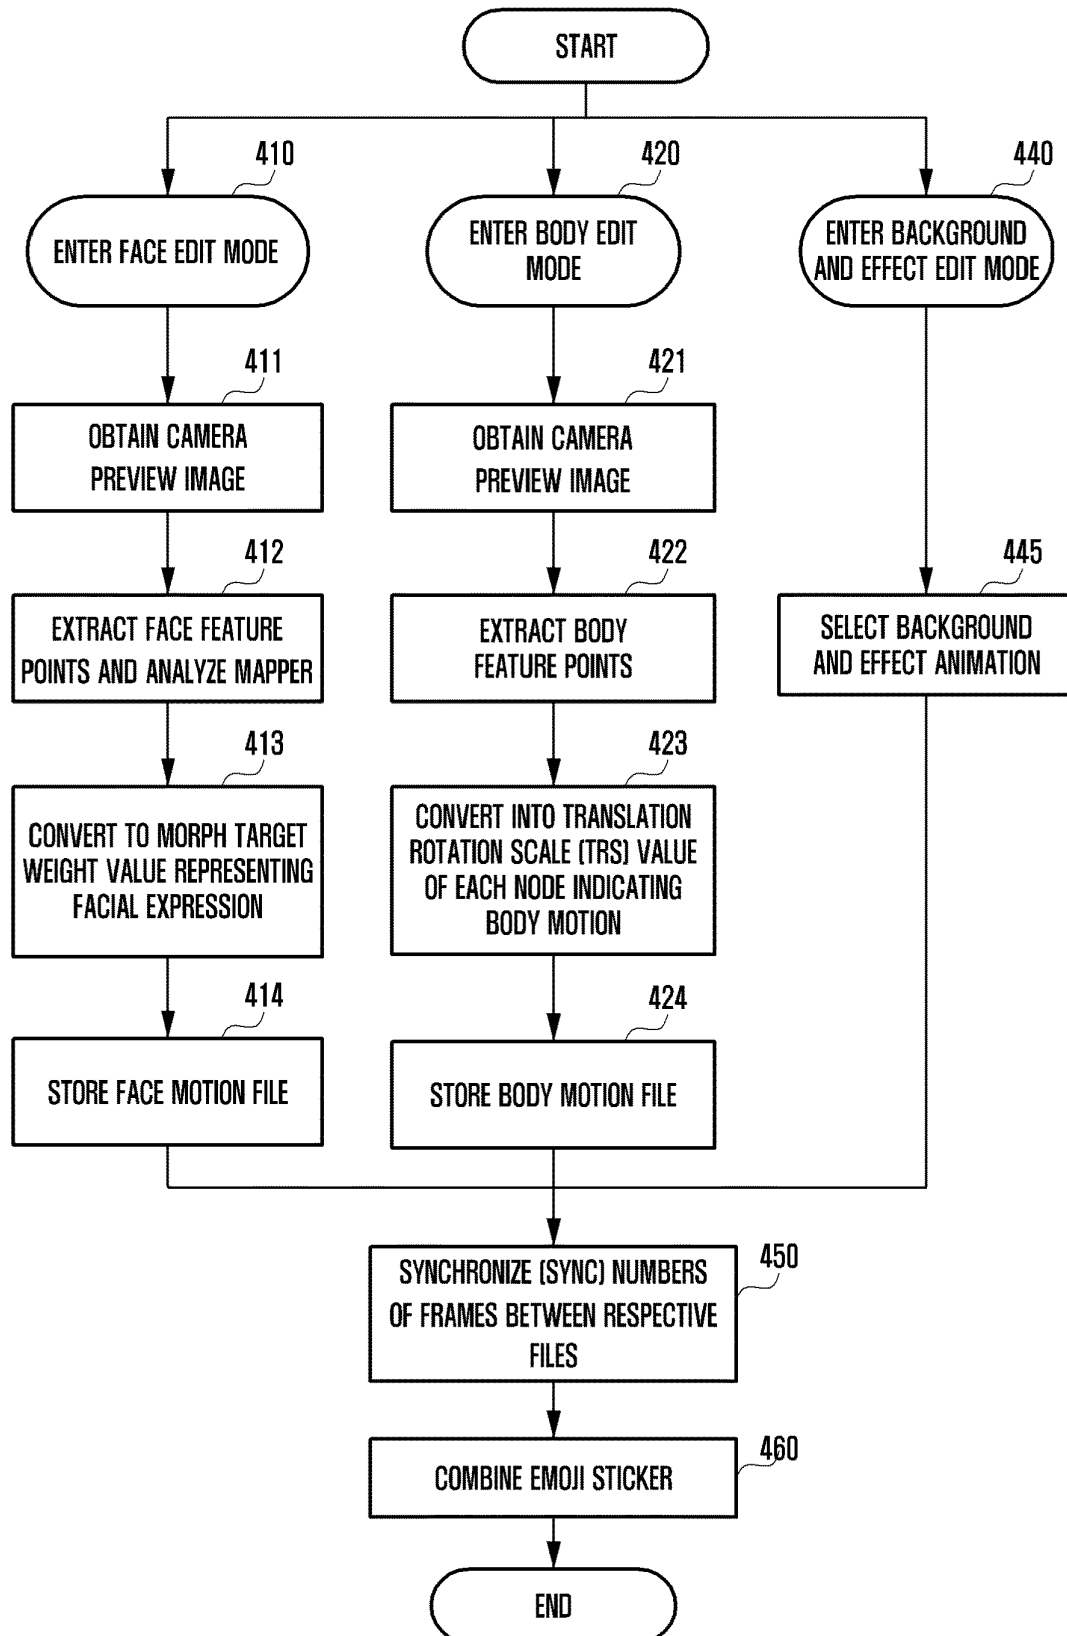 START
410
420
440
ENTER FACE EDIT MODE
ENTER BODY EDIT
MODE
ENTER BACKGROUND
AND EFFECT EDIT MODE
411
421
OBTAIN CAMERA
PREVIEW IMAGE
OBTAIN CAMERA
PREVIEW IMAGE
412
422
445
EXTRACT FACE FEATURE
POINTS AND ANALYZE MAPPER
EXTRACT BODY
FEATURE POINTS
SELECT BACKGROUND
AND EFFECT ANIMATION
413
423
CONVERT TO MORPH TARGET
WEIGHT VALUE REPRESENTING
FACIAL EXPRESSION
CONVERT INTO TRANSLATION
ROTATION SCALE (TRS) VALUE
OF EACH NODE INDICATING
BODY MOTION
414
424
STORE FACE MOTION FILE
STORE BODY MOTION FILE
450
SYNCHRONIZE (SYNC) NUMBERS
OF FRAMES BETWEEN RESPECTIVE
FILES
460
COMBINE EMOJI STICKER
END